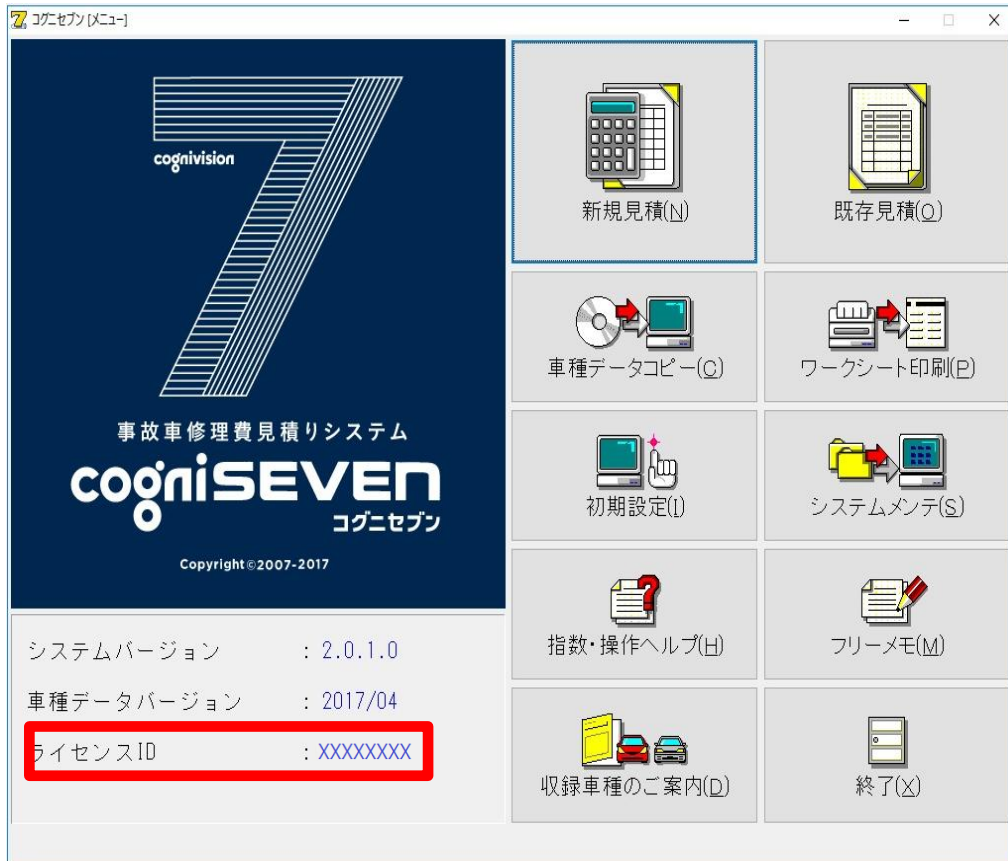 コグニセブン [メニュー]
cognivision
事故車修理費見積りシステム
cogniSEVEN
コグニセブン
Copyright©2007-2017
システムバージョン : 2.0.1.0
車種データバージョン : 2017/04
ライセンスID : XXXXXXXX
新規見積(N)
既存見積(O)
車種データコピー(C)
ワークシート印刷(P)
初期設定(I)
システムメンテ(S)
指数・操作ヘルプ(H)
フリーメモ(M)
収録車種のご案内(D)
終了(X)